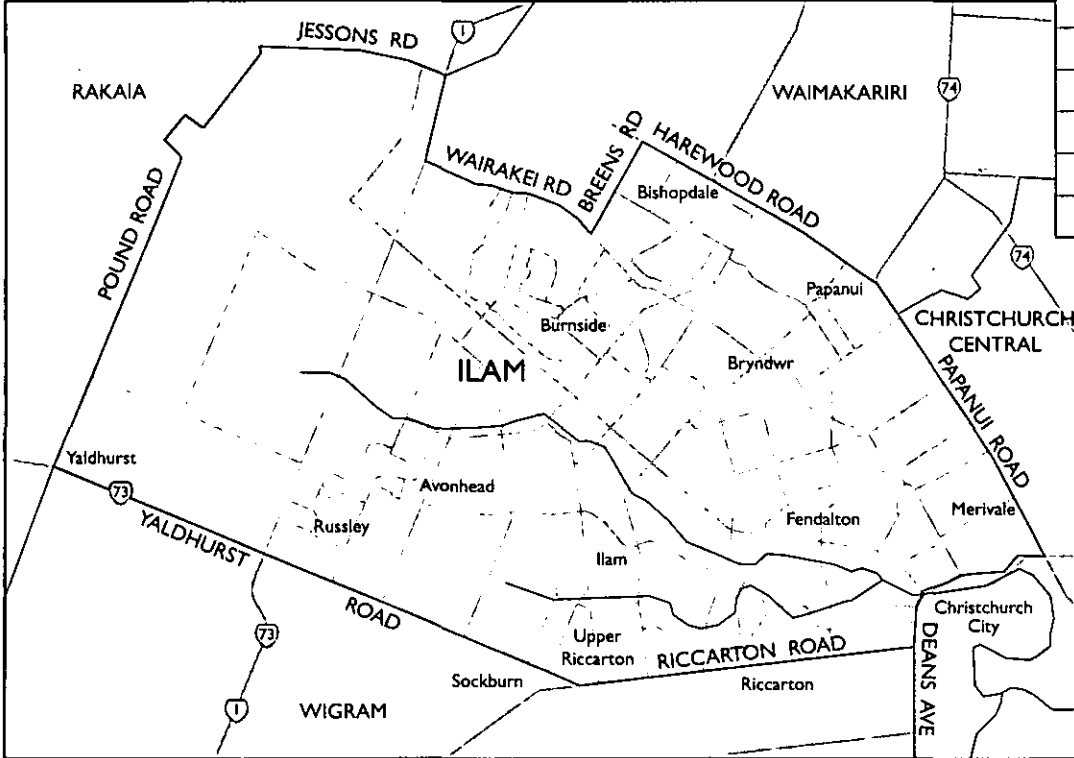 JESSONS RD
1
RAKAIA
WAIMAKARIRI
74
BREENS RD
HAREWOOD ROAD
WAIRAKEI RD
Bishopdale
POUND ROAD
74
Papanui
CHRISTCHURCH
CENTRAL
Burnside
Bryndwr
ILAM
PAPANUI ROAD
Yaldhurst
73
YALDHURST ROAD
Avonhead
Russley
Fendalton
Merivale
Ilam
Christchurch
City
73
Upper
Riccarton
RICCARTON ROAD
DEANS AVE
Sockburn
Riccarton
1
WIGRAM